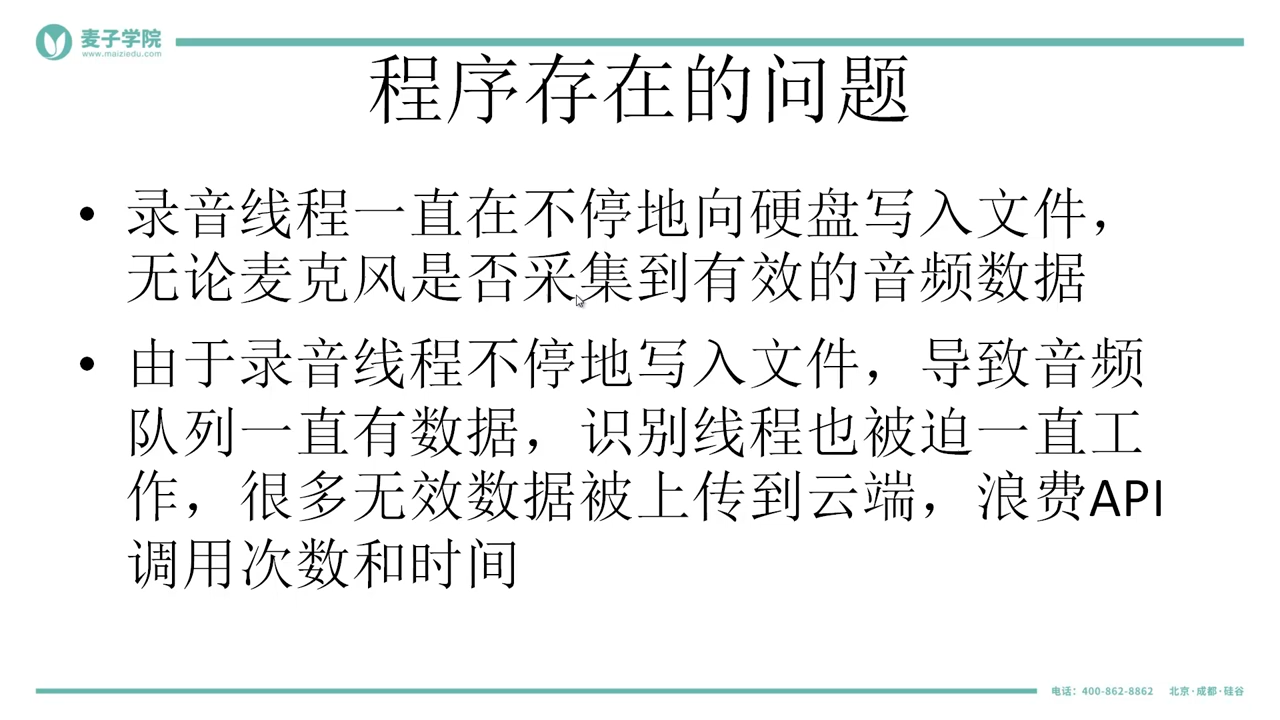 麦子学院
www.maiziedu.com
程序存在的问题
• 录音线程一直在不停地向硬盘写入文件，
无论麦克风是否采集到有效的音频数据
• 由于录音线程不停地写入文件，导致音频
队列一直有数据，识别线程也被迫一直工
作，很多无效数据被上传到云端，浪费API
调用次数和时间
电话：400-862-8862 北京·成都·硅谷